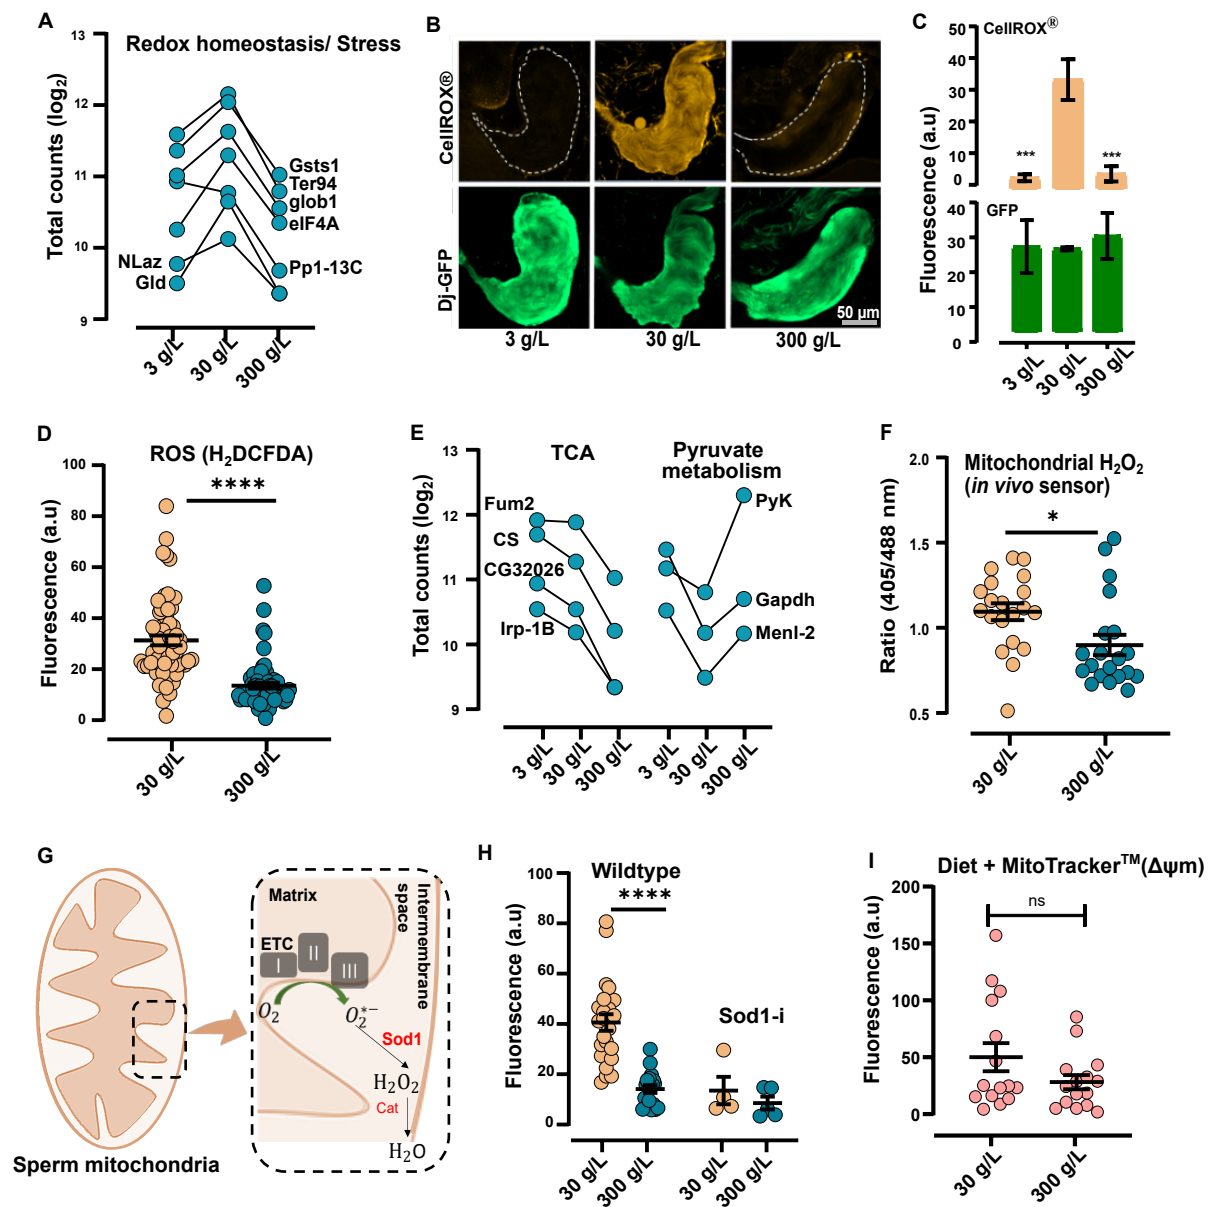 A
Redox homeostasis/ Stress
Total counts (log2)
13
12
11
10
9
Gsts1
Ter94
glob1
eIF4A
Pp1-13C
NLaz
Gld
3 g/L
30 g/L
300 g/L
B
CellROX®
Dj-GFP
50 µm
3 g/L
30 g/L
300 g/L
C
CellROX®
Fluorescence (a.u)
50
40
30
20
10
0
***
***
GFP
40
30
20
10
0
3 g/L
30 g/L
300 g/L
D
ROS (H₂DCFDA)
****
Fluorescence (a.u)
100
80
60
40
20
0
30 g/L
300 g/L
E
TCA
Pyruvate
metabolism
Total counts (log2)
13
12
11
10
9
Fum2
CS
CG32026
Irp-1B
PyK
Gapdh
Menl-2
3 g/L
30 g/L
300 g/L
3 g/L
30 g/L
300 g/L
F
Mitochondrial H₂O₂
(in vivo sensor)
*
Ratio (405/488 nm)
2.0
1.5
1.0
0.5
30 g/L
300 g/L
G
Matrix
Intermembrane
space
ETC
I
II
III
O₂
O₂*−
Sod1
H₂O₂
Cat
H₂O
Sperm mitochondria
H
Wildtype
****
Sod1-i
Fluorescence (a.u)
100
80
60
40
20
0
30 g/L
300 g/L
30 g/L
300 g/L
I
Diet + MitoTracker™(Δψm)
ns
Fluorescence (a.u)
200
150
100
50
0
30 g/L
300 g/L